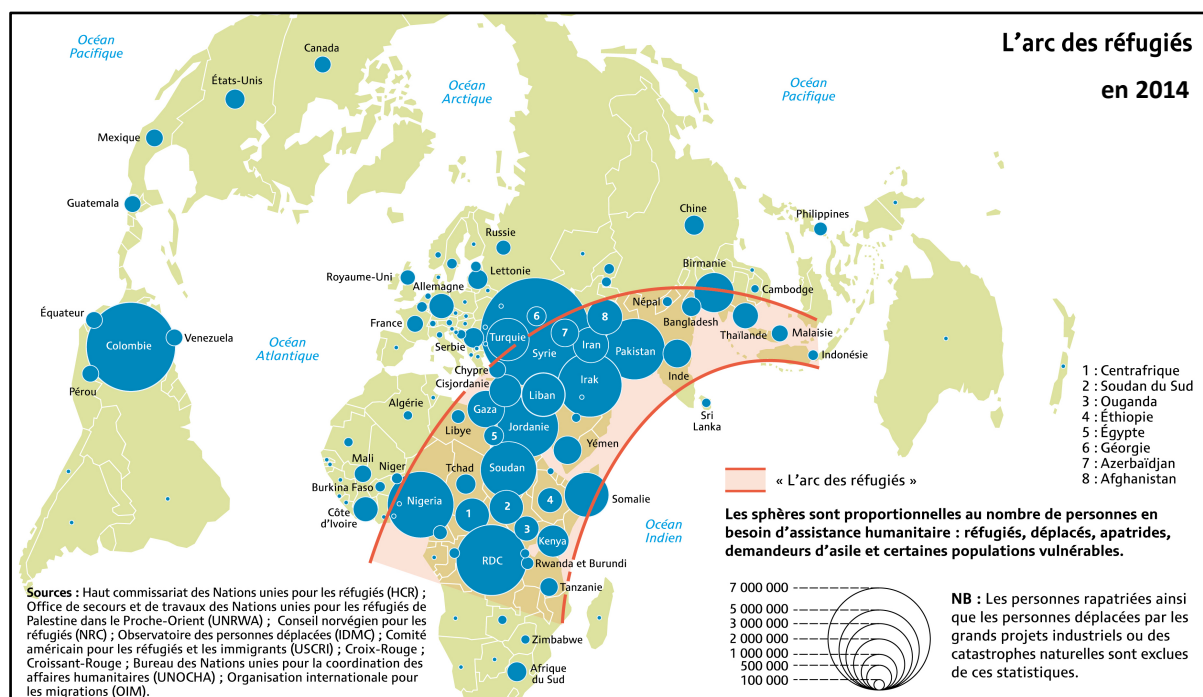 L'arc des réfugiés
en 2014
Océan
Pacifique
Canada
États-Unis
Océan
Arctique
Océan
Pacifique
Mexique
Guatemala
Chine
Philippines
Russie
Royaume-Uni
Lettonie
Allemagne
Birmanie
Cambodge
Népal
Bangladesh
Équateur
Colombie
Venezuela
Pérou
Océan
Atlantique
France
Serbie
Turquie
6
7
8
Syrie
Iran
Pakistan
Inde
Thaïlande
Malaisie
Indonésie
Chypre
Cisjordanie
Irak
Liban
Gaza
Jordanie
Algérie
Libye
5
Sri
Lanka
Yémen
Mali
Niger
Tchad
Soudan
Burkina Faso
Nigeria
Côte
d'Ivoire
1
2
4
3
Somalie
Kenya
RDC
Rwanda et Burundi
Tanzanie
Océan
Indien
Zimbabwe
Afrique
du Sud
1 : Centrafrique
2 : Soudan du Sud
3 : Ouganda
4 : Éthiopie
5 : Égypte
6 : Géorgie
7 : Azerbaïdjan
8 : Afghanistan
« L'arc des réfugiés »
Les sphères sont proportionnelles au nombre de personnes en
besoin d'assistance humanitaire : réfugiés, déplacés, apatrides,
demandeurs d'asile et certaines populations vulnérables.
7 000 000
5 000 000
3 000 000
2 000 000
1 000 000
500 000
100 000
NB : Les personnes rapatriées ainsi
que les personnes déplacées par les
grands projets industriels ou des
catastrophes naturelles sont exclues
de ces statistiques.
Sources : Haut commissariat des Nations unies pour les réfugiés (HCR) ;
Office de secours et de travaux des Nations unies pour les réfugiés de
Palestine dans le Proche-Orient (UNRWA) ; Conseil norvégien pour les
réfugiés (NRC) ; Observatoire des personnes déplacées (IDMC) ; Comité
américain pour les réfugiés et les immigrants (USCRI) ; Croix-Rouge ;
Croissant-Rouge ; Bureau des Nations unies pour la coordination des
affaires humanitaires (UNOCHA) ; Organisation internationale pour
les migrations (OIM).